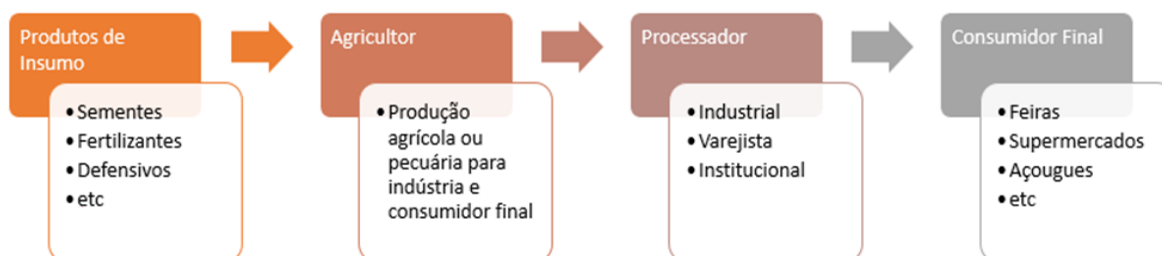 Produtos de
Insumo
• Sementes
• Fertilizantes
• Defensivos
• etc
Agricultor
• Produção
agrícola ou
pecuária para
indústria e
consumidor final
Processador
• Industrial
• Varejista
• Institucional
Consumidor Final
• Feiras
• Supermercados
• Açougues
• etc